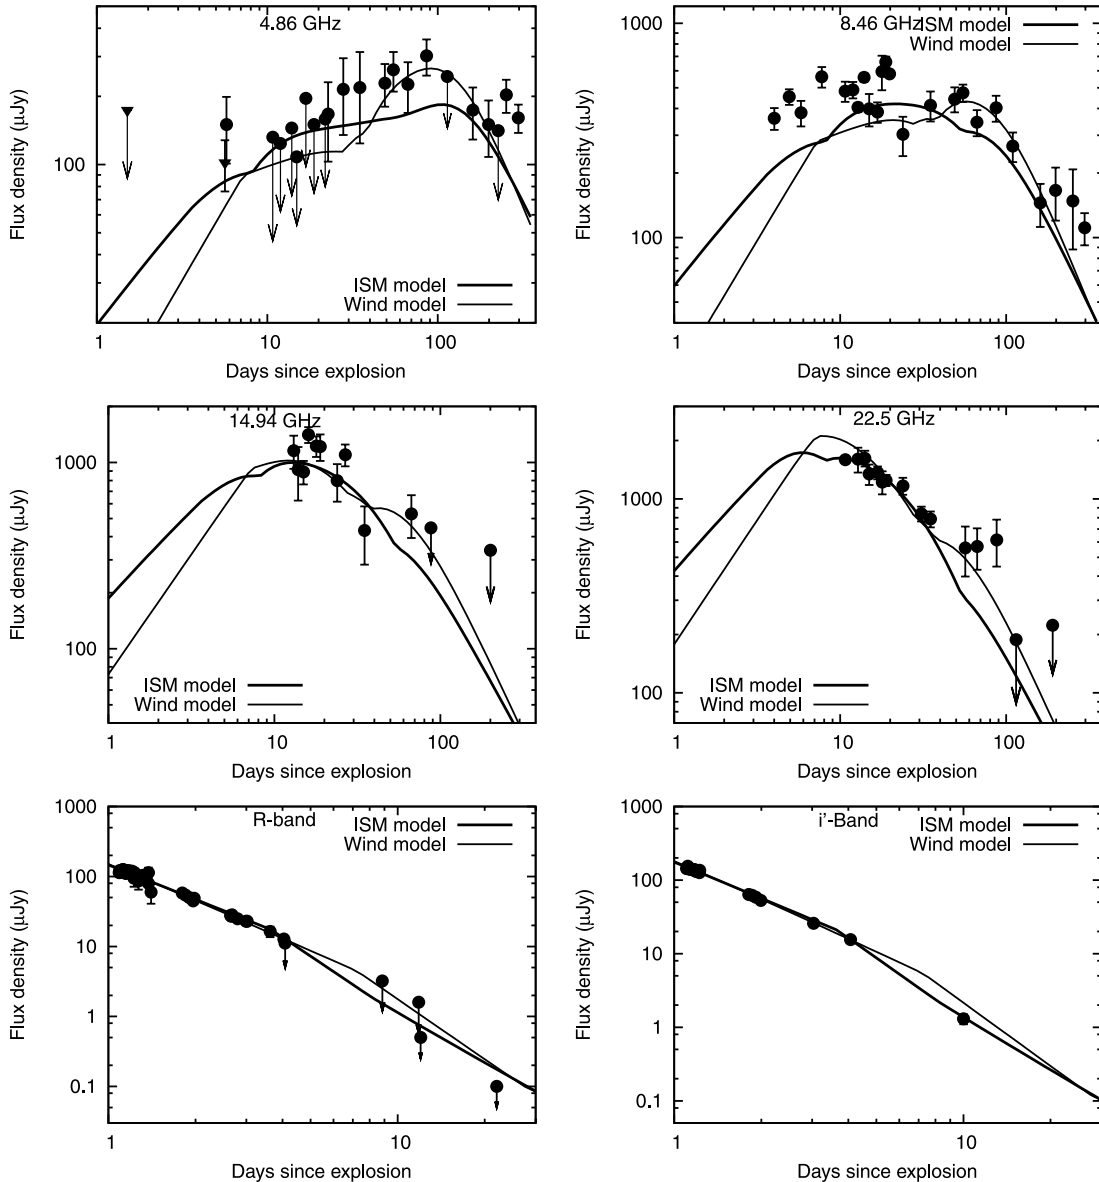 4.86 GHz
Flux density (μJy)
100
ISM model
Wind model
1
10
100
Days since explosion
8.46 GHz
ISM model
Wind model
Flux density (μJy)
1000
100
1
10
100
Days since explosion
14.94 GHz
Flux density (μJy)
1000
100
ISM model
Wind model
1
10
100
Days since explosion
22.5 GHz
Flux density (μJy)
1000
100
ISM model
Wind model
1
10
100
Days since explosion
R-band
ISM model
Wind model
Flux density (μJy)
1000
100
10
1
0.1
1
10
Days since explosion
i'-Band
ISM model
Wind model
Flux density (μJy)
1000
100
10
1
0.1
1
10
Days since explosion